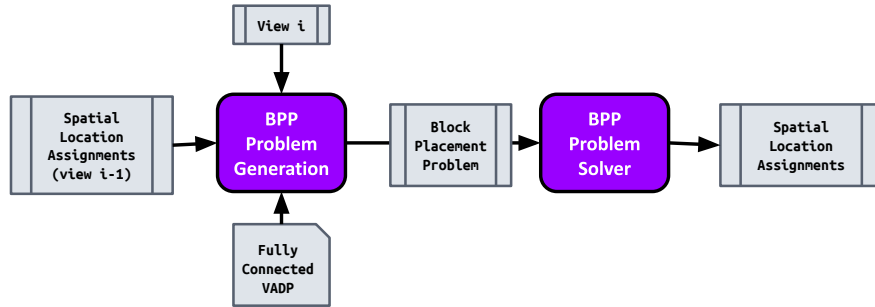 View i
Spatial
Location
Assignments
(view i-1)
BPP
Problem
Generation
Block
Placement
Problem
BPP
Problem
Solver
Spatial
Location
Assignments
Fully
Connected
VADP